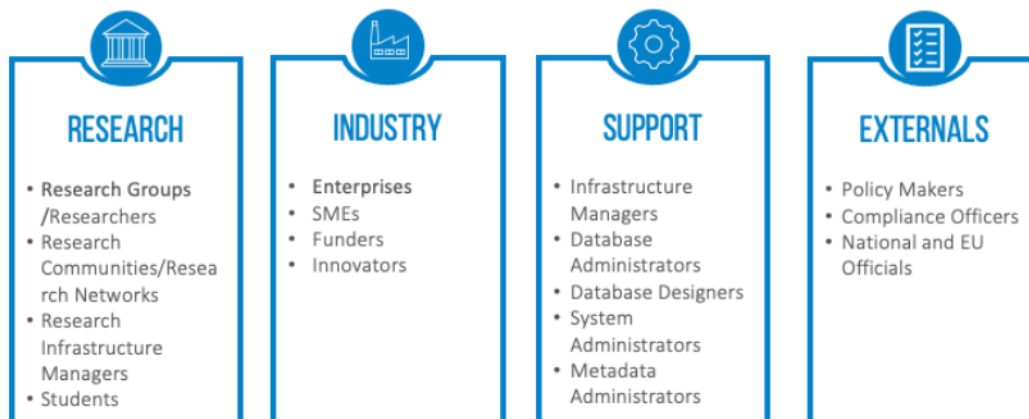 RESEARCH
• Research Groups
/Researchers
• Research
Communities/Resea
rch Networks
• Research
Infrastructure
Managers
• Students
INDUSTRY
• Enterprises
• SMEs
• Funders
• Innovators
SUPPORT
• Infrastructure
Managers
• Database
Administrators
• Database Designers
• System
Administrators
• Metadata
Administrators
EXTERNALS
• Policy Makers
• Compliance Officers
• National and EU
Officials